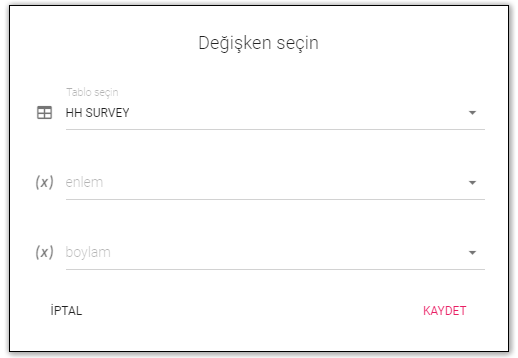 Değişken seçin
Tablo seçin
HH SURVEY
(x) enlem
(x) boylam
İPTAL
KAYDET